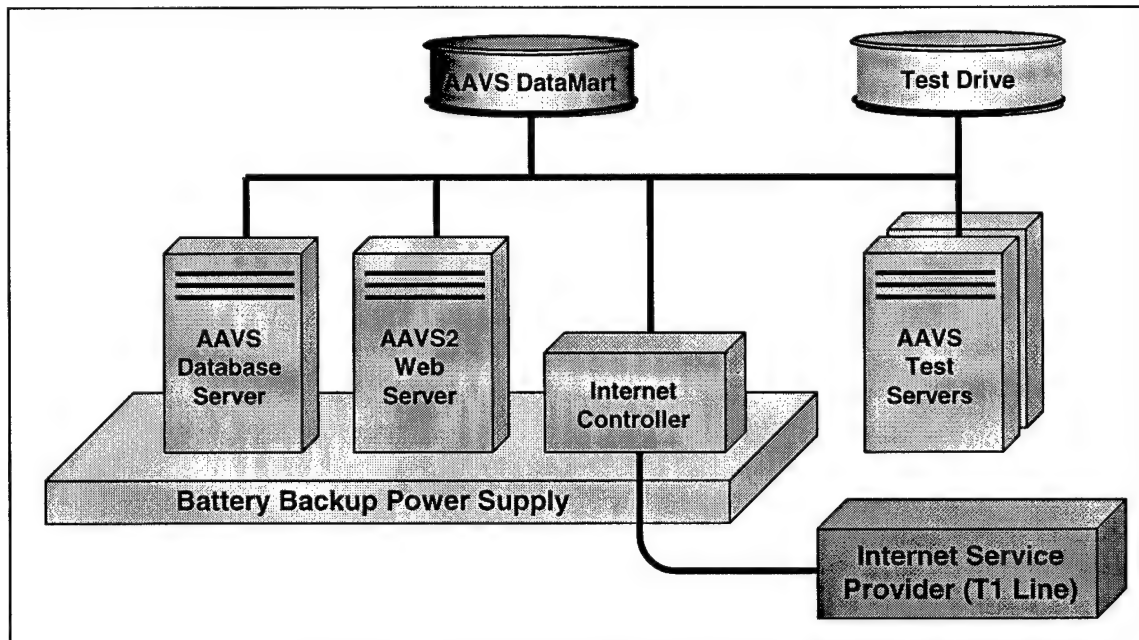 AAVS DataMart
Test Drive
AAVS
Database
Server
AAVS2
Web
Server
Internet
Controller
AAVS
Test
Servers
Battery Backup Power Supply
Internet Service
Provider (T1 Line)